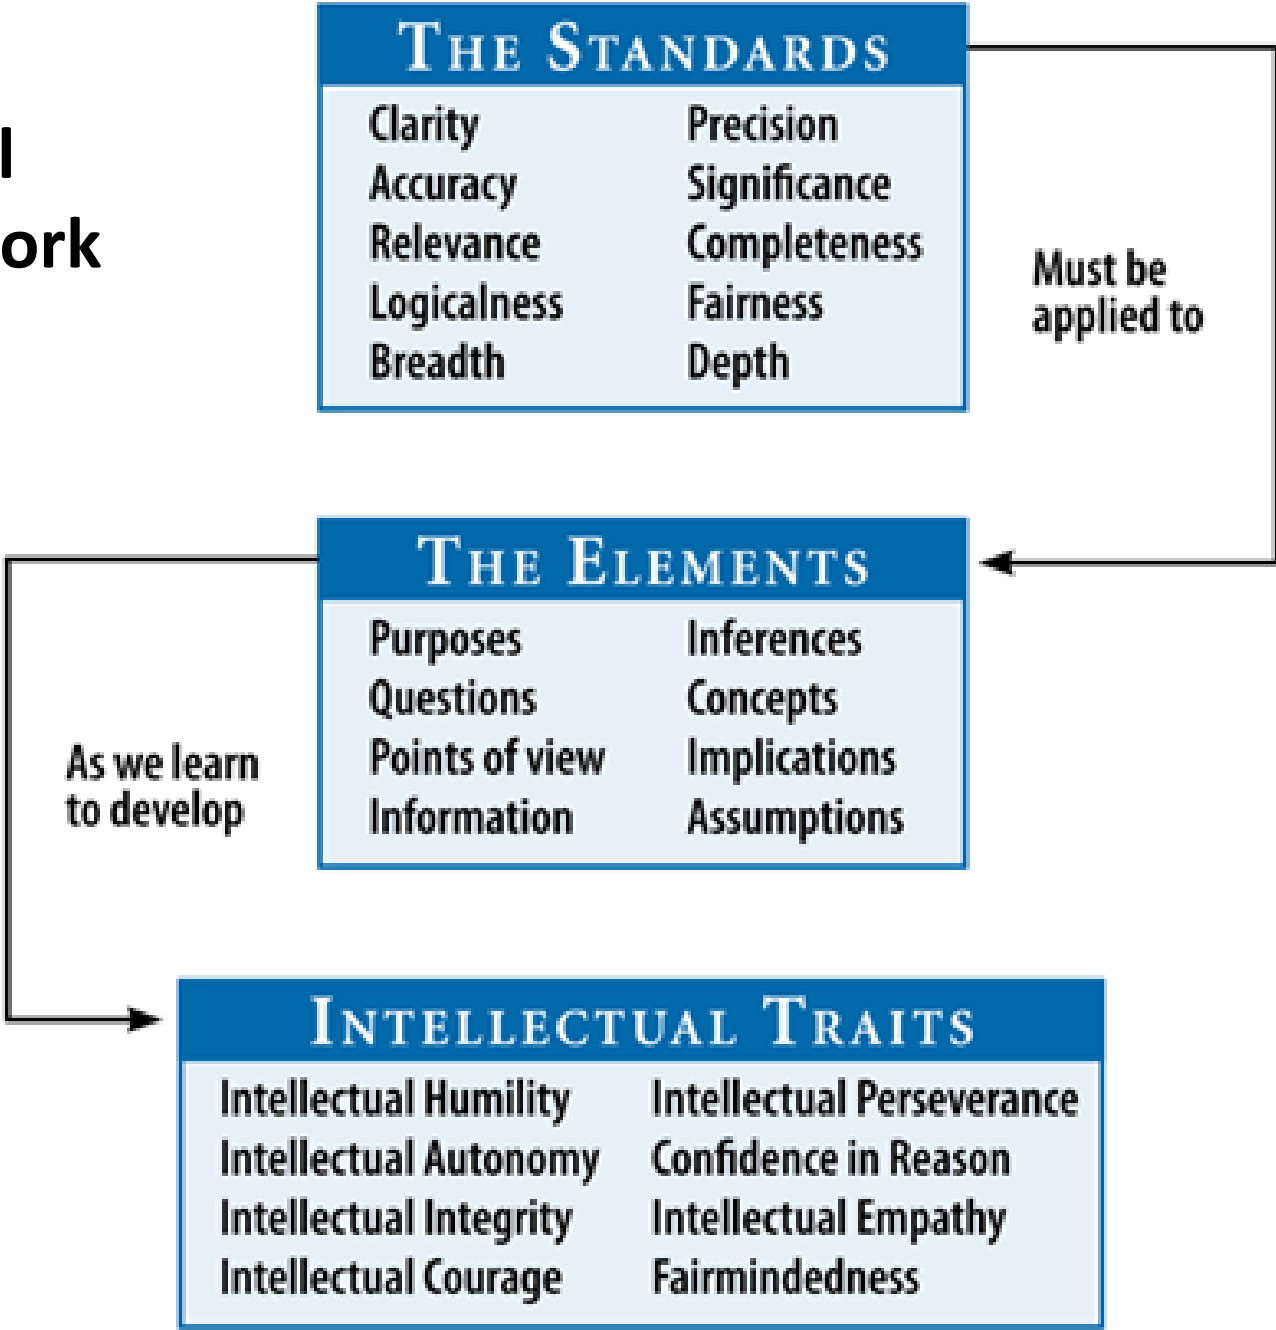 l
ork
THE STANDARDS
Clarity Precision
Accuracy Significance
Relevance Completeness
Logicalness Fairness
Breadth Depth
Must be
applied to
THE ELEMENTS
Purposes Inferences
Questions Concepts
Points of view Implications
Information Assumptions
As we learn
to develop
INTELLECTUAL TRAITS
Intellectual Humility Intellectual Perseverance
Intellectual Autonomy Confidence in Reason
Intellectual Integrity Intellectual Empathy
Intellectual Courage Fairmindedness